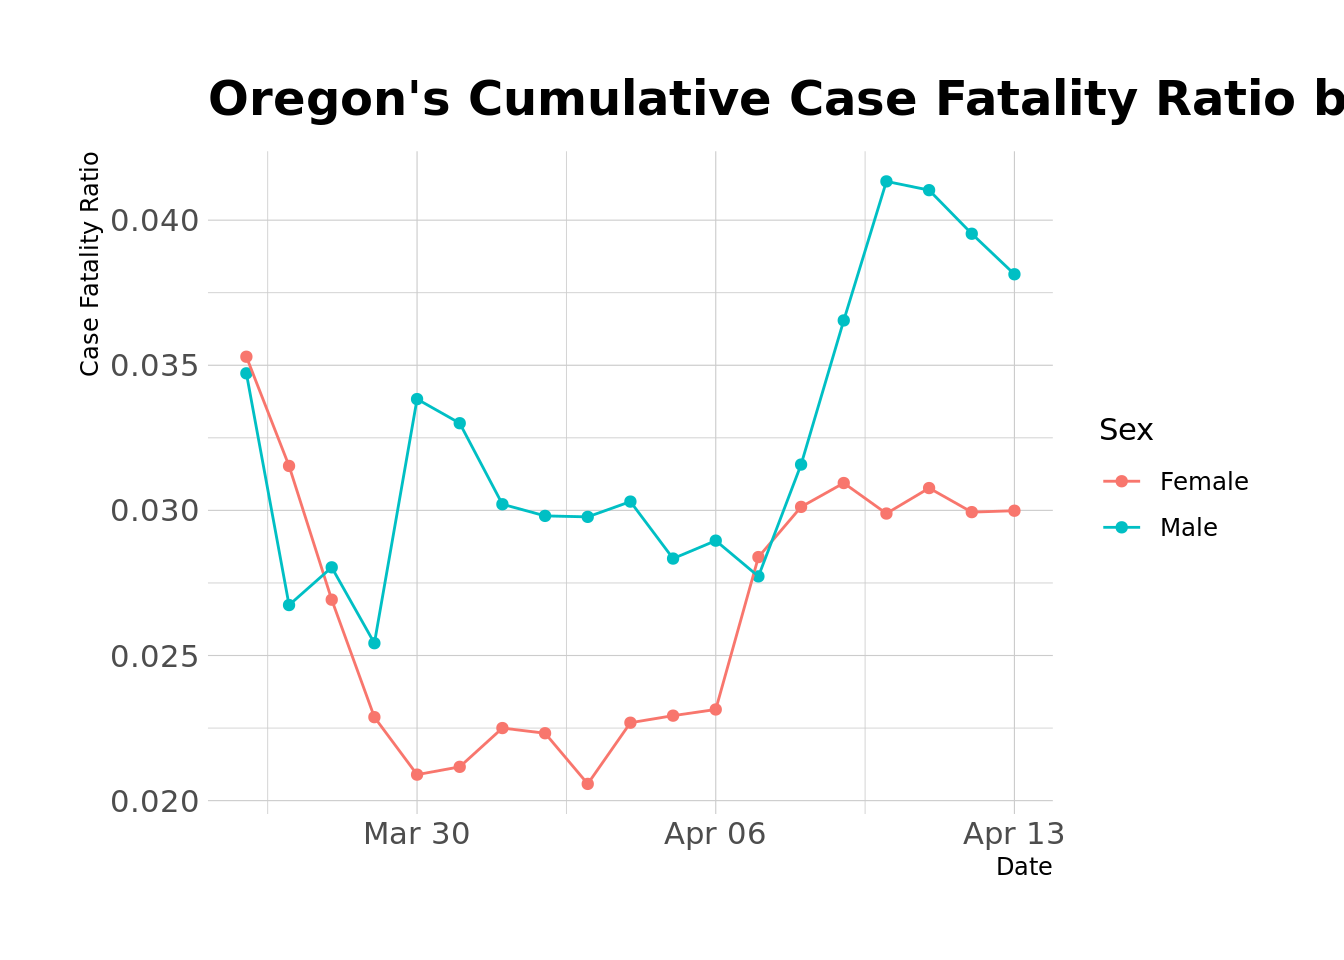 Oregon's Cumulative Case Fatality Ratio b
Case Fatality Ratio
0.040
0.035
0.030
0.025
0.020
Mar 30 Apr 06 Apr 13
Date
Sex
Female
Male